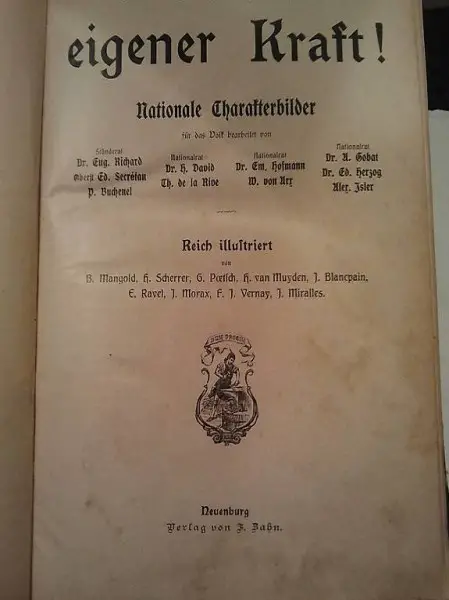 eigener Kraft!
Nationale Charakterbilder
für das Volk bearbeitet von
Ständerat
Dr. Eug. Richard
Oberst Ed. Secrétan
P. Buchenel
Nationalrat
Dr. H. David
Th. de la Rive
Nationalrat
Dr. Em. Hofmann
W. von Arx
Nationalrat
Dr. A. Gobat
Dr. Ed. Herzog
Alex. Isler
Reich illustriert
von
B. Mangold, H. Scherrer, G. Poetsch, H. van Muyden, J. Blancpain,
E. Ravel, J. Morax, F. J. Vernay, J. Miralles.
Neuenburg
Verlag von F. Zahn.